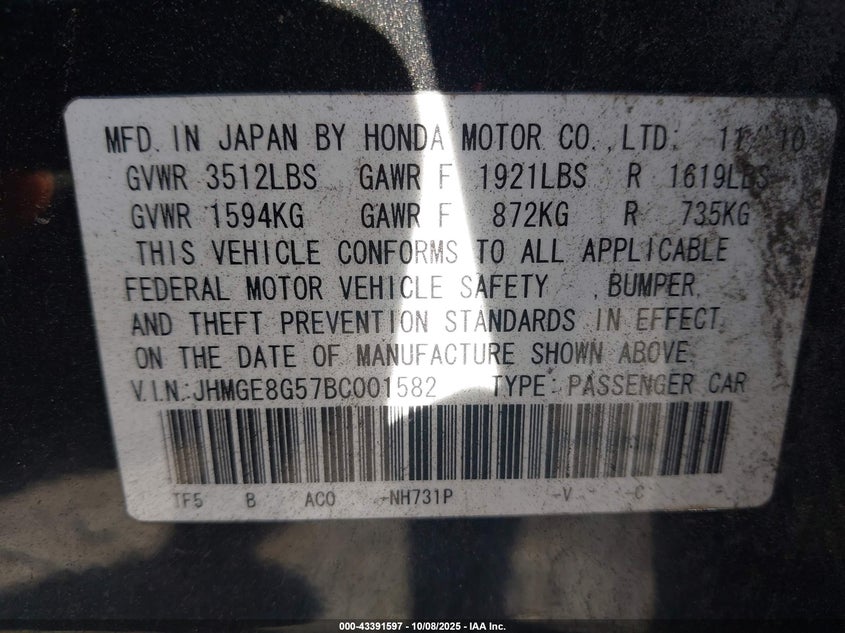 MFD. IN JAPAN BY HONDA MOTOR CO., LTD. 11/10
GVWR 3512LBS GAWR F 1921LBS R 1619LBS
GVWR 1594KG GAWR F 872KG R 735KG
THIS VEHICLE CONFORMS TO ALL APPLICABLE
FEDERAL MOTOR VEHICLE SAFETY , BUMPER,
AND THEFT PREVENTION STANDARDS IN EFFECT
ON THE DATE OF MANUFACTURE SHOWN ABOVE.
V.I.N.: JHMGE8G57BC001582 TYPE: PASSENGER CAR
TF5 B AC0 -NH731P -V -C
000-43391597 - 10/08/2025 - IAA Inc.